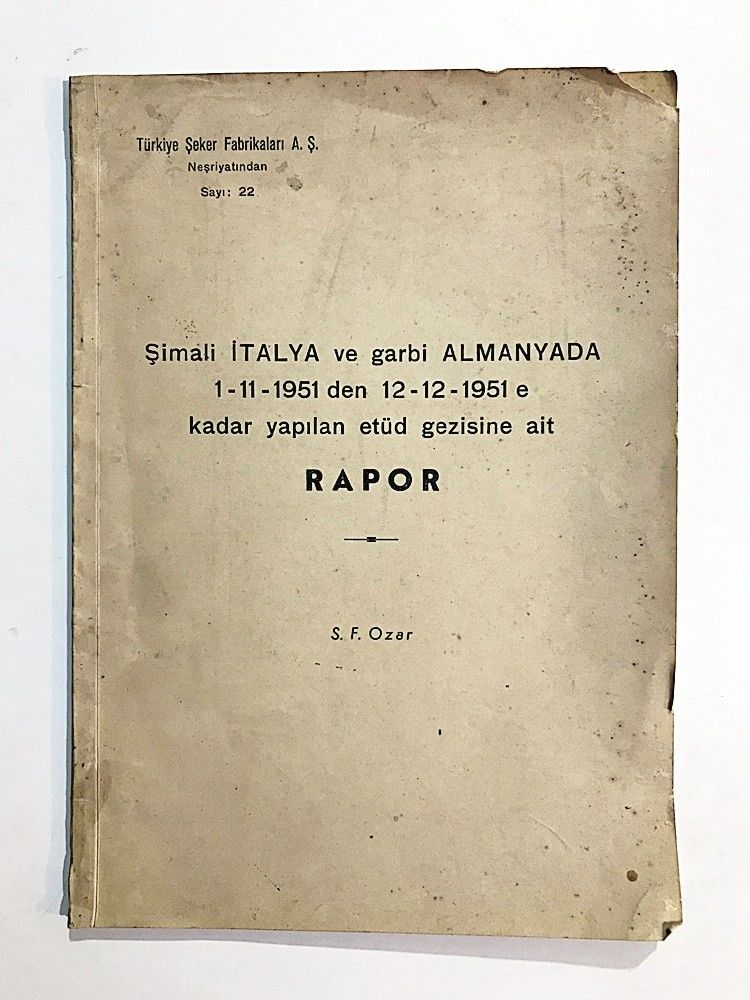 Türkiye Şeker Fabrikaları A. Ş.
Neşriyatından
Sayı: 22
Şimali İTALYA ve garbi ALMANYADA
1-11-1951 den 12-12-1951 e
kadar yapılan etüd gezisine ait
RAPOR
S. F. Ozar